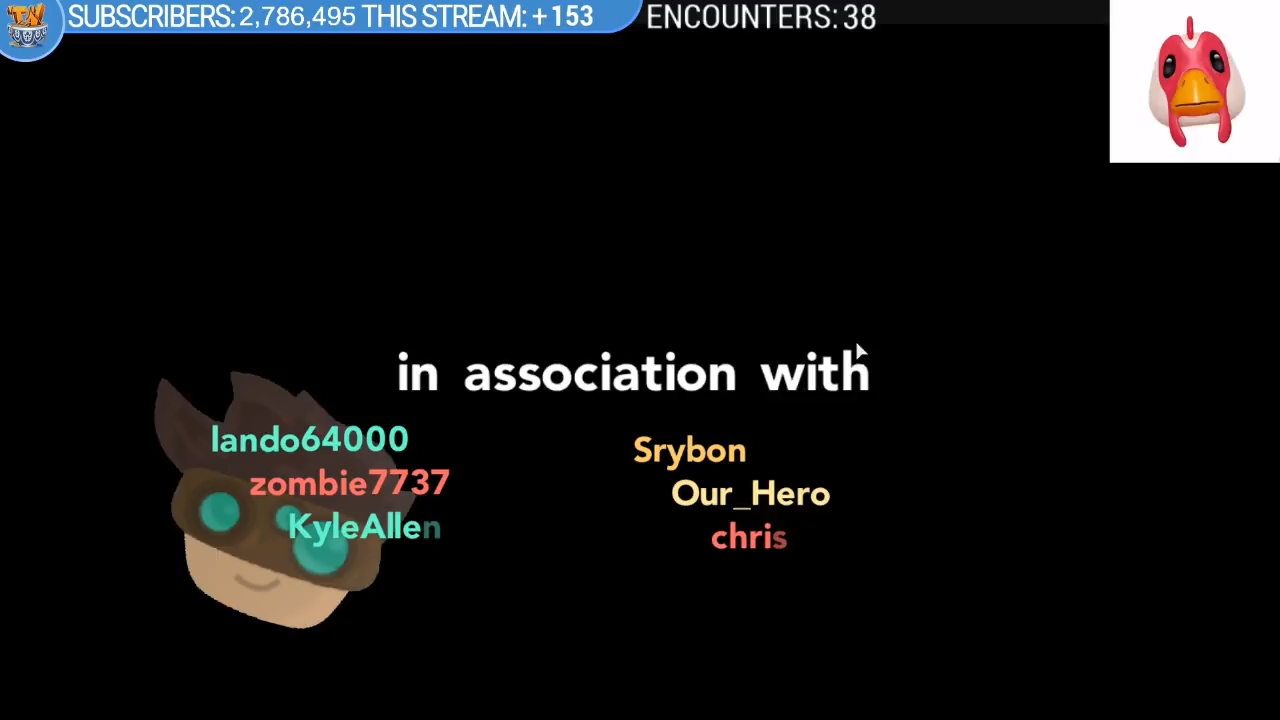 SUBSCRIBERS: 2,786,495 THIS STREAM: +153
ENCOUNTERS: 38
in association with
lando64000
zombie7737
KyleAllen
Srybon
Our_Hero
chris